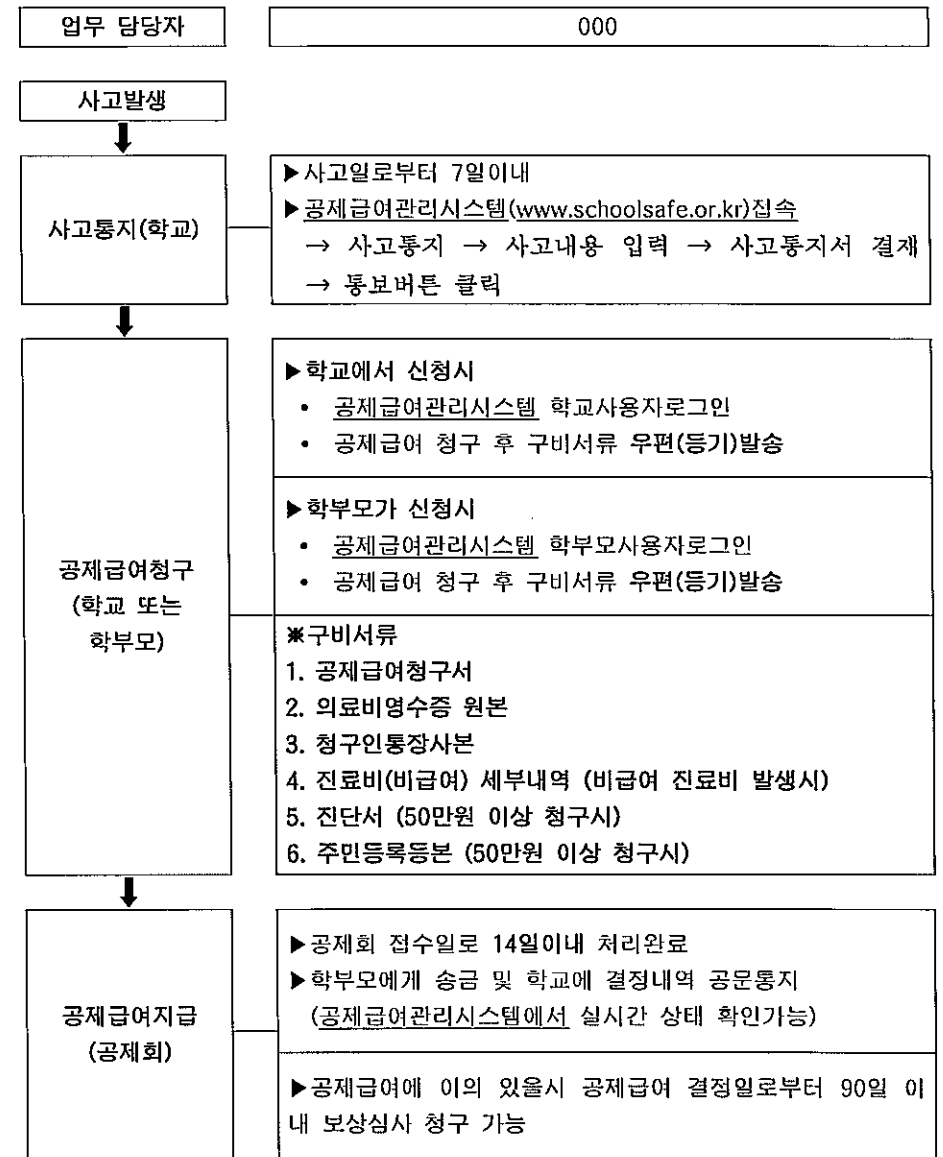 업무 담당자
000
사고발생
사고통지(학교)
▶사고일로부터 7일이내
▶공제급여관리시스템(www.schoolsafe.or.kr)접속
→ 사고통지 → 사고내용 입력 → 사고통지서 결재
→ 통보버튼 클릭
공제급여청구
(학교 또는
학부모)
▶학교에서 신청시
• 공제급여관리시스템 학교사용자로그인
• 공제급여 청구 후 구비서류 우편(등기)발송
▶학부모가 신청시
• 공제급여관리시스템 학부모사용자로그인
• 공제급여 청구 후 구비서류 우편(등기)발송
※구비서류
1. 공제급여청구서
2. 의료비영수증 원본
3. 청구인통장사본
4. 진료비(비급여) 세부내역 (비급여 진료비 발생시)
5. 진단서 (50만원 이상 청구시)
6. 주민등록등본 (50만원 이상 청구시)
공제급여지급
(공제회)
▶공제회 접수일로 14일이내 처리완료
▶학부모에게 송금 및 학교에 결정내역 공문통지
(공제급여관리시스템에서 실시간 상태 확인가능)
▶공제급여에 이의 있을시 공제급여 결정일로부터 90일 이
내 보상심사 청구 가능